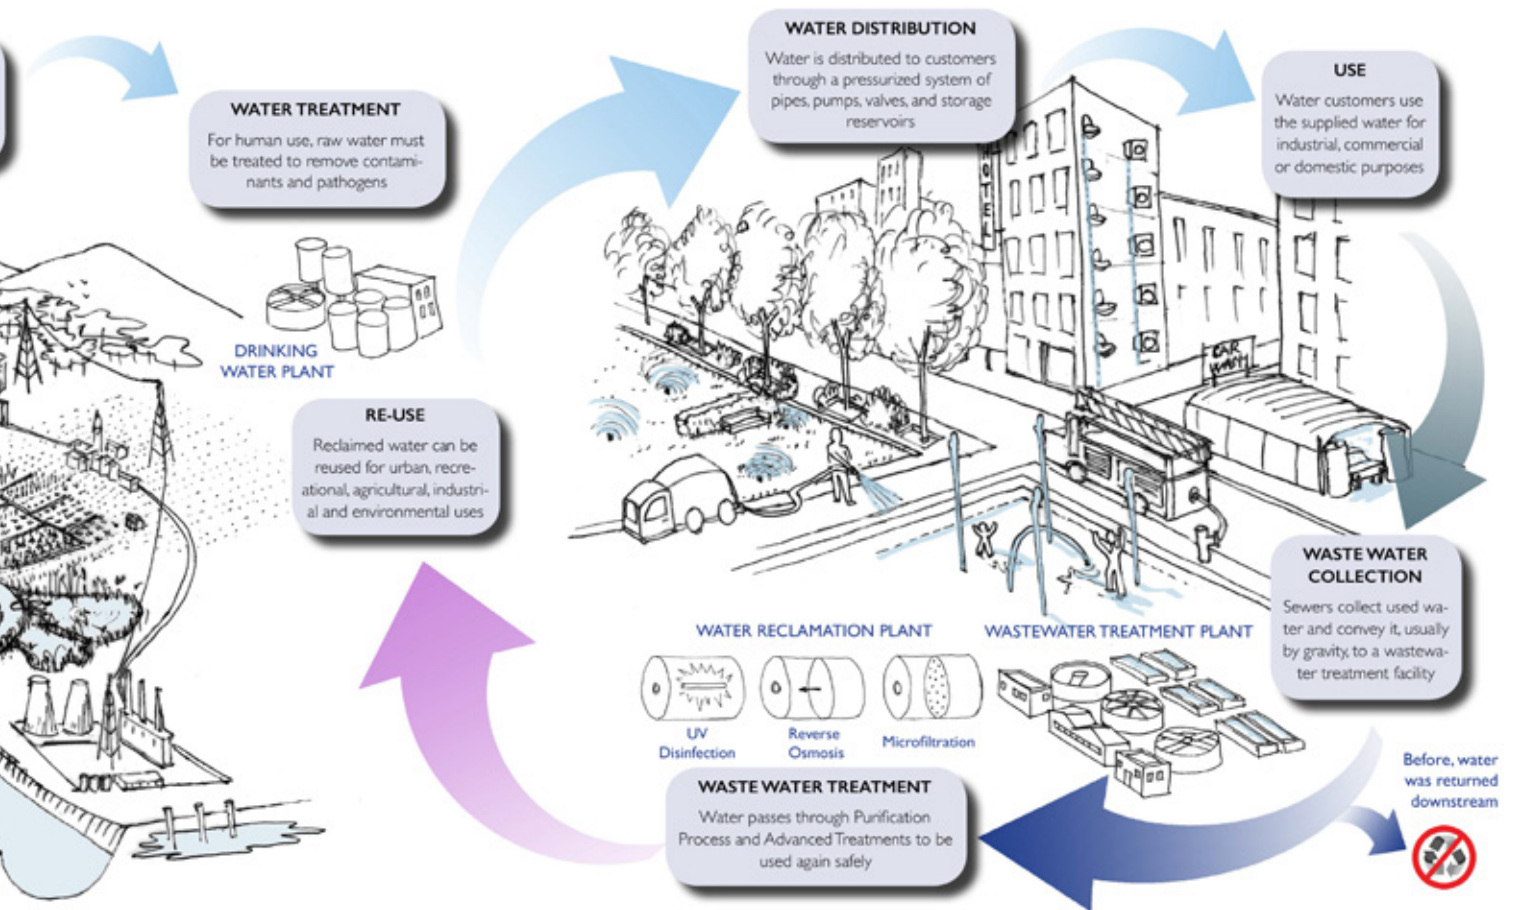 WATER TREATMENT
For human use, raw water must
be treated to remove contami-
nants and pathogens
DRINKING
WATER PLANT
WATER DISTRIBUTION
Water is distributed to customers
through a pressurized system of
pipes, pumps, valves, and storage
reservoirs
USE
Water customers use
the supplied water for
industrial, commercial
or domestic purposes
HOTEL
CAR
WASH
RE-USE
Reclaimed water can be
reused for urban, recre-
ational, agricultural, industri-
al and environmental uses
WASTE WATER
COLLECTION
Sewers collect used wa-
ter and convey it, usually
by gravity, to a wastewa-
ter treatment facility
WATER RECLAMATION PLANT
UV
Disinfection
Reverse
Osmosis
Microfiltration
WASTEWATER TREATMENT PLANT
WASTE WATER TREATMENT
Water passes through Purification
Process and Advanced Treatments to be
used again safely
Before, water
was returned
downstream